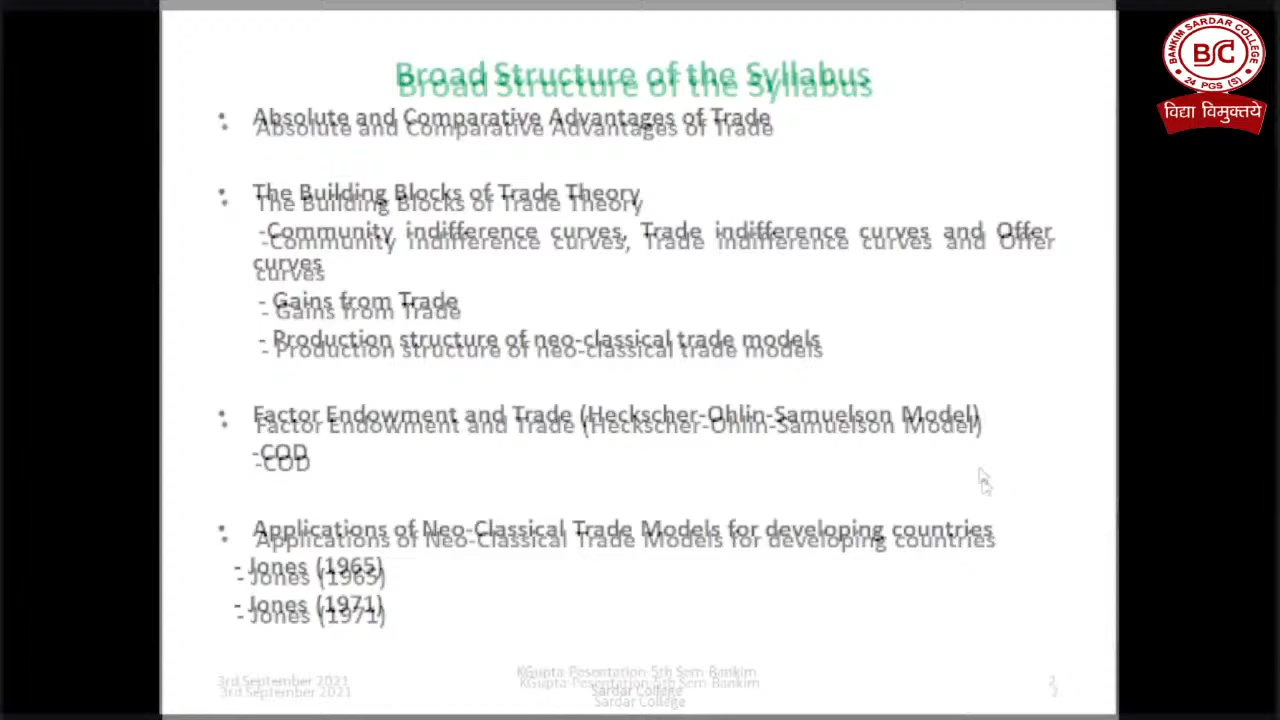 BANKIM SARDAR COLLEGE
BSC
24 PGS (S)
विद्या विमुक्तये
Broad Structure of the Syllabus
• Absolute and Comparative Advantages of Trade
• The Building Blocks of Trade Theory
-Community indifference curves, Trade indifference curves and Offer
curves
- Gains from Trade
- Production structure of neo-classical trade models
• Factor Endowment and Trade (Heckscher-Ohlin-Samuelson Model)
-COD
• Applications of Neo-Classical Trade Models for developing countries
- Jones (1965)
- Jones (1971)
3rd September 2021
KGupta-Pesentation-5th Sem-Bankim
Sardar College
2